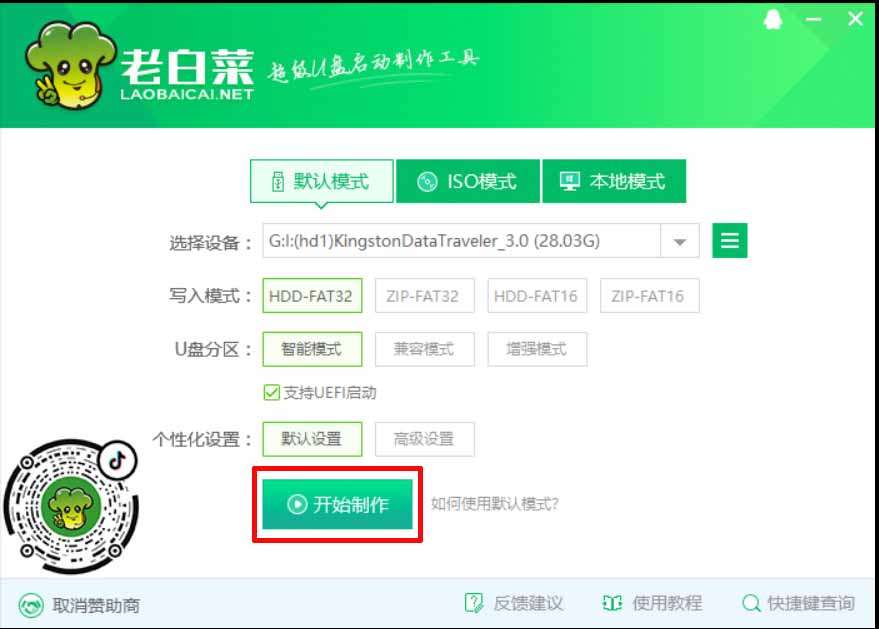 老白菜 超级U盘启动制作工具
LAOBAICAI.NET
默认模式 ISO模式 本地模式
选择设备： G:I:(hd1)KingstonDataTraveler_3.0 (28.03G)
写入模式： HDD-FAT32 ZIP-FAT32 HDD-FAT16 ZIP-FAT16
U盘分区： 智能模式 兼容模式 增强模式
支持UEFI启动
个性化设置： 默认设置 高级设置
开始制作 如何使用默认模式?
取消赞助商 反馈建议 使用教程 快捷键查询